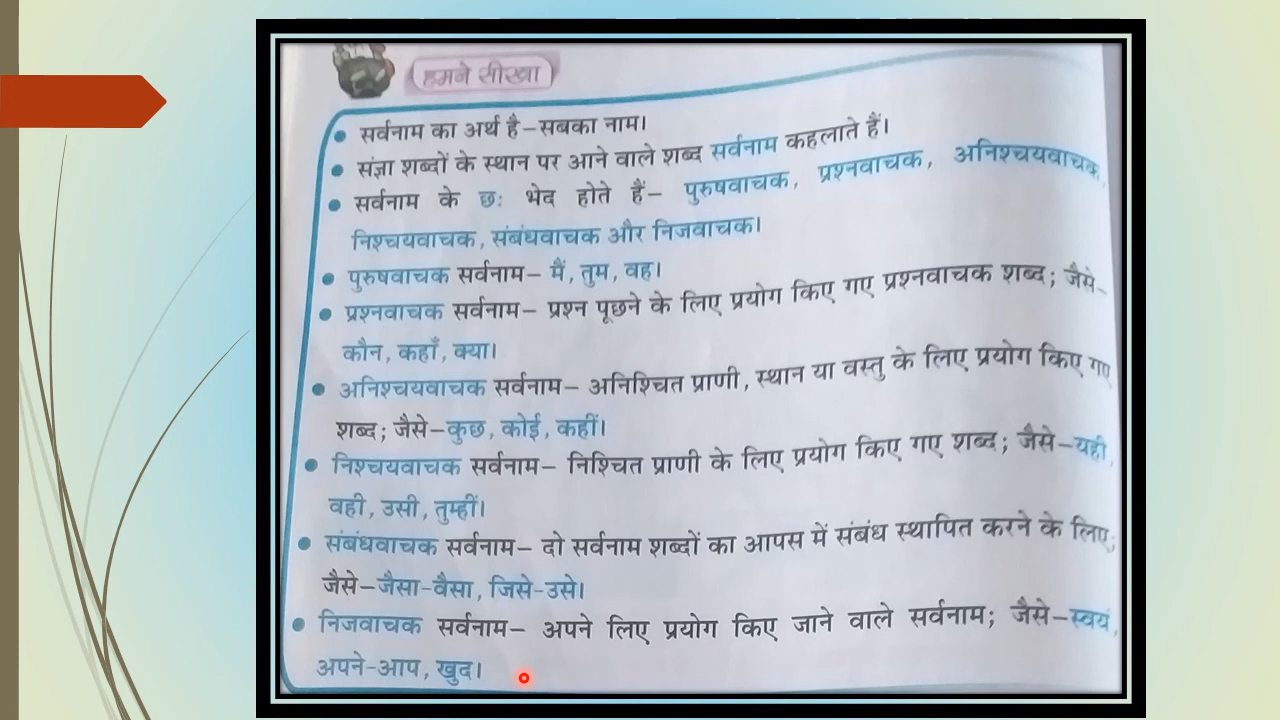 हमने सीखा
सर्वनाम का अर्थ है–सबका नाम।
संज्ञा शब्दों के स्थान पर आने वाले शब्द सर्वनाम कहलाते हैं।
सर्वनाम के छः भेद होते हैं– पुरुषवाचक, प्रश्नवाचक, अनिश्चयवाचक,
निश्चयवाचक, संबंधवाचक और निजवाचक।
पुरुषवाचक सर्वनाम– मैं, तुम, वह।
प्रश्नवाचक सर्वनाम– प्रश्न पूछने के लिए प्रयोग किए गए प्रश्नवाचक शब्द; जैसे–
कौन, कहाँ, क्या।
अनिश्चयवाचक सर्वनाम– अनिश्चित प्राणी, स्थान या वस्तु के लिए प्रयोग किए गए
शब्द; जैसे–कुछ, कोई, कहीं।
निश्चयवाचक सर्वनाम– निश्चित प्राणी के लिए प्रयोग किए गए शब्द; जैसे–यही,
वही, उसी, तुम्हीं।
संबंधवाचक सर्वनाम– दो सर्वनाम शब्दों का आपस में संबंध स्थापित करने के लिए;
जैसे–जैसा-वैसा, जिसे-उसे।
निजवाचक सर्वनाम– अपने लिए प्रयोग किए जाने वाले सर्वनाम; जैसे–स्वयं,
अपने-आप, खुद।